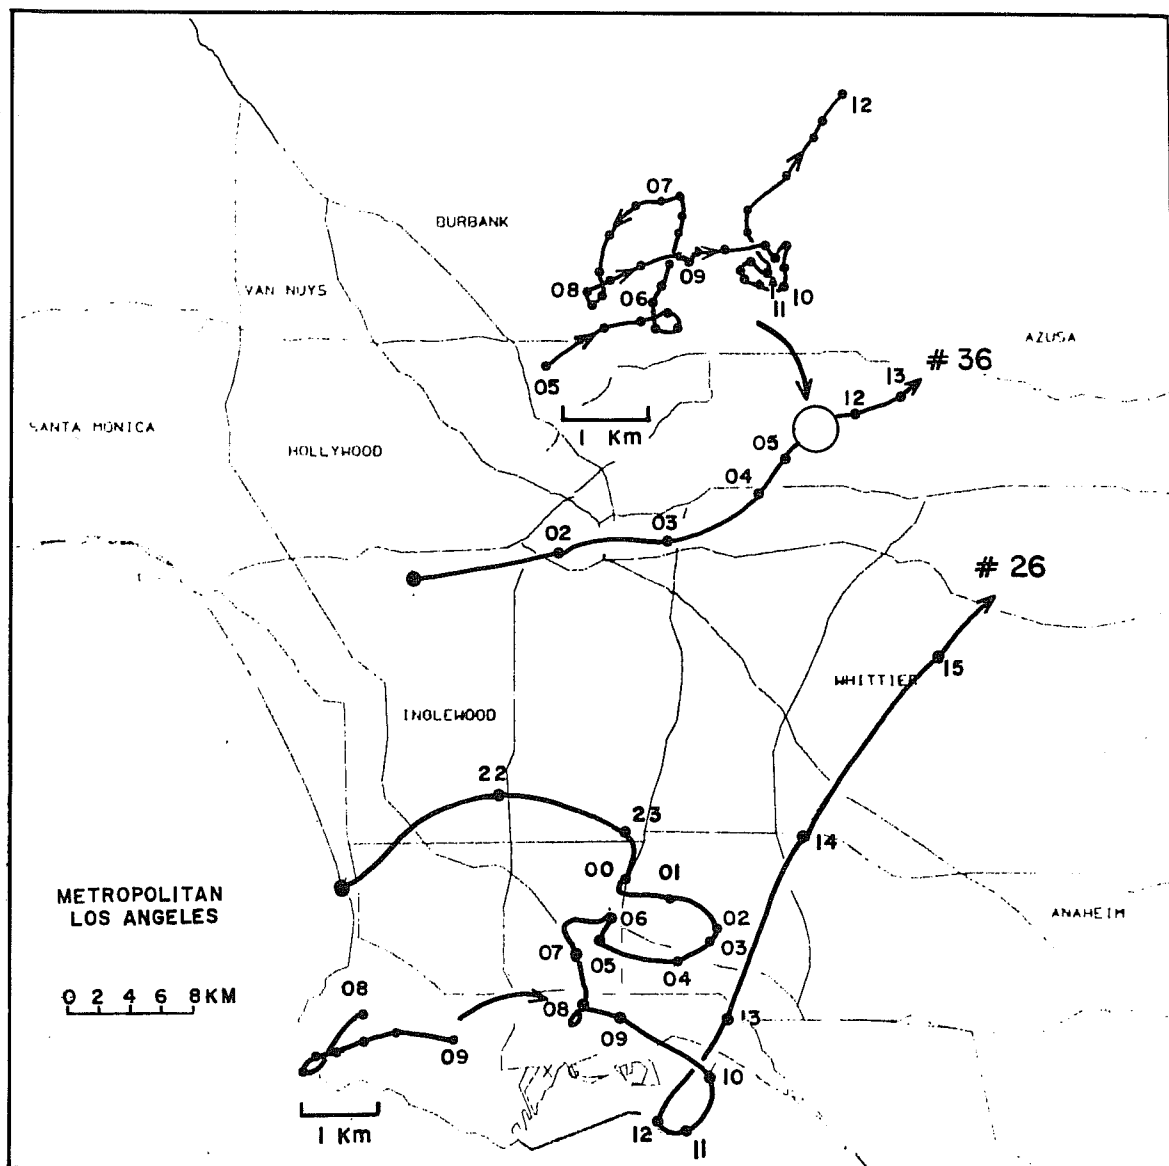 12
07
BURBANK
09
08
VAN NUYS
06
10
11
AZUSA
05
# 36
13
12
1 Km
SANTA MONICA
HOLLYWOOD
05
04
03
02
# 26
15
WHITTIER
INGLEWOOD
22
23
14
00
01
METROPOLITAN
LOS ANGELES
ANAHEIM
06
02
03
07
05
04
0 2 4 6 8 KM
08
08
09
13
09
10
1 Km
12
11